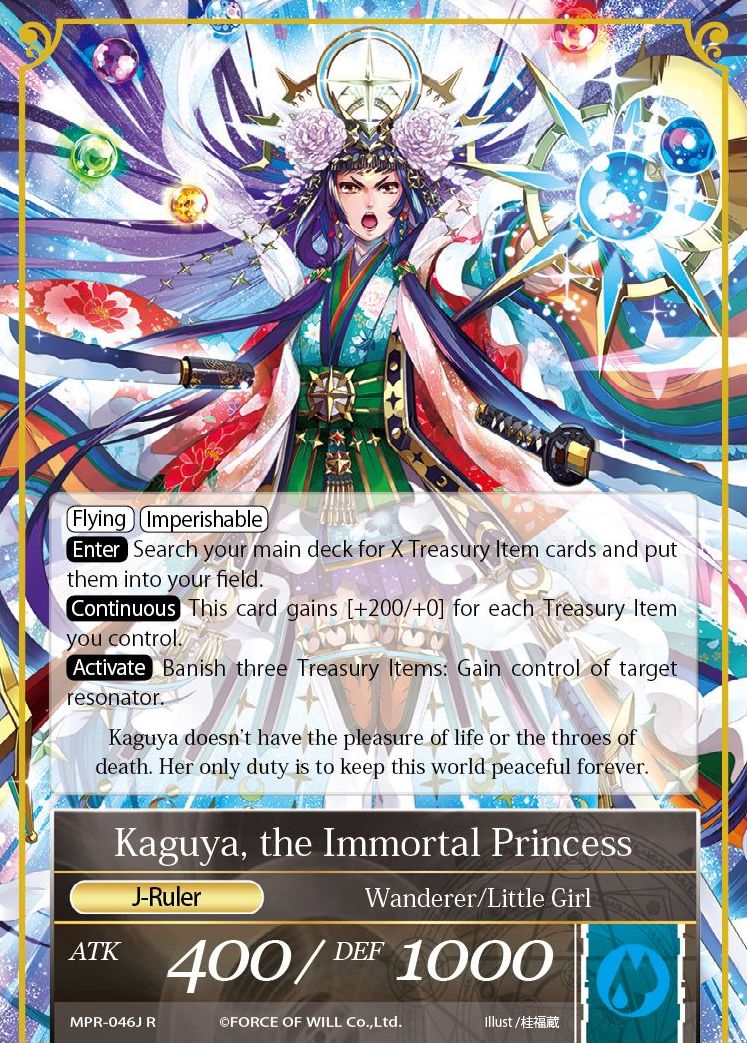 Flying Imperishable
Enter Search your main deck for X Treasury Item cards and put
them into your field.
Continuous This card gains [+200/+0] for each Treasury Item
you control.
Activate Banish three Treasury Items: Gain control of target
resonator.
Kaguya doesn't have the pleasure of life or the throes of
death. Her only duty is to keep this world peaceful forever.
Kaguya, the Immortal Princess
J-Ruler Wanderer/Little Girl
ATK 400/ DEF 1000
MPR-046J R ©FORCE OF WILL Co.,Ltd. Illust /桂福蔵